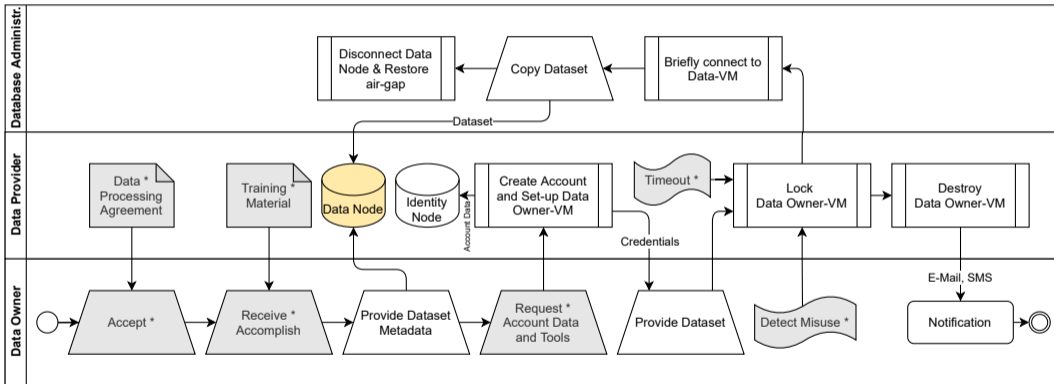 Database Administr.
Disconnect Data
Node & Restore
air-gap
Copy Dataset
Briefly connect to
Data-VM
Dataset
Data Provider
Data *
Processing
Agreement
Training *
Material
Data Node
Identity
Node
Account Data
Create Account
and Set-up Data
Owner-VM
Timeout *
Lock
Data Owner-VM
Destroy
Data Owner-VM
Credentials
E-Mail, SMS
Data Owner
Accept *
Receive *
Accomplish
Provide Dataset
Metadata
Request *
Account Data
and Tools
Provide Dataset
Detect Misuse *
Notification